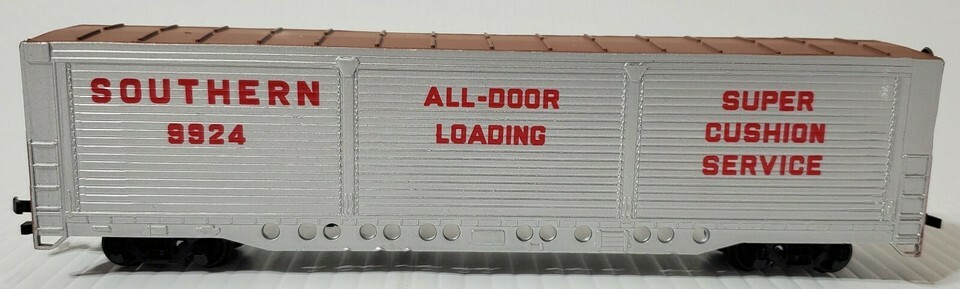 SOUTHERN
9924
ALL-DOOR
LOADING
SUPER
CUSHION
SERVICE